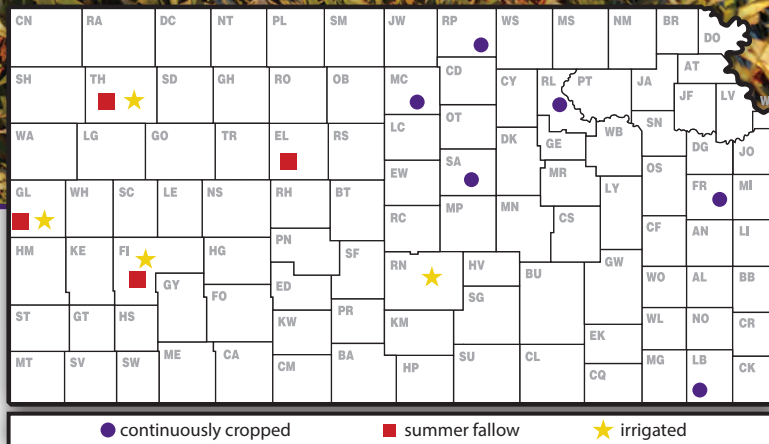 CN RA DC NT PL SM JW RP WS MS NM BR
DO
SH TH SD GH RO OB MC CD CY RL PT JA AT
JF LV
WA LG GO TR EL RS LC OT DK GE WB SN
DG JO
GL WH SC LE NS RH BT EW SA MR LY OS FR MI
RC MP MN CS CF AN LI
HM KE FI HG PN SF RN HV BU GW
GY FO ED SG WO AL BB
ST GT HS PR KW KM EK WL NO CR
MT SV SW ME CA CM BA HP SU CL CQ MG LB CK
continuously cropped summer fallow irrigated